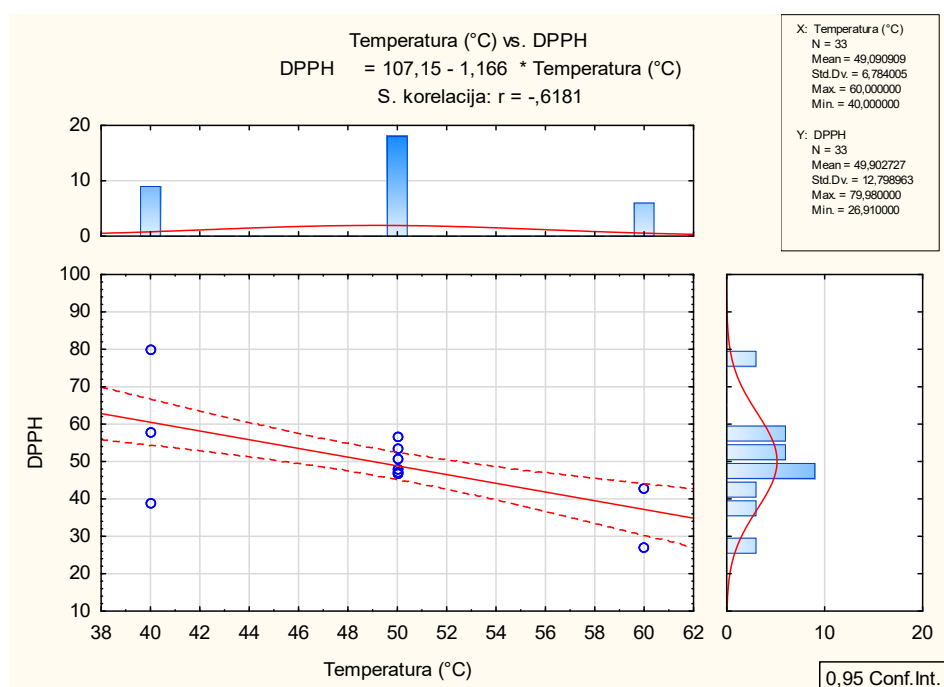 Temperatura (°C) vs. DPPH
DPPH = 107,15 - 1,166 * Temperatura (°C)
S. korelacija: r = -,6181
X: Temperatura (°C)
N = 33
Mean = 49,090909
Std.Dv. = 6,784005
Max. = 60,000000
Min. = 40,000000
Y: DPPH
N = 33
Mean = 49,902727
Std.Dv. = 12,798963
Max. = 79,980000
Min. = 26,910000
20
10
0
100
90
80
70
60
50
40
30
20
10
DPPH
38 40 42 44 46 48 50 52 54 56 58 60 62
Temperatura (°C)
0 10 20
0,95 Conf.Int.